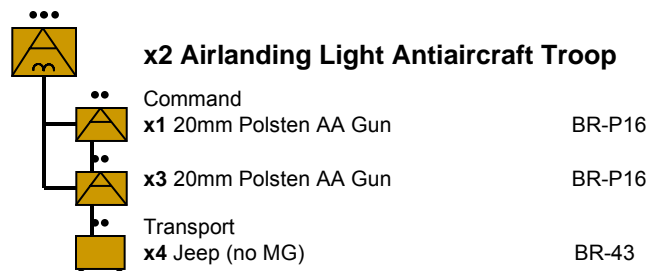 x2 Airlanding Light Antiaircraft Troop
Command
x1 20mm Polsten AA Gun BR-P16
x3 20mm Polsten AA Gun BR-P16
Transport
x4 Jeep (no MG) BR-43